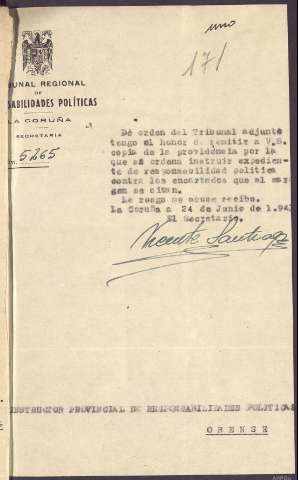 uno
171
BUNAL REGIONAL
DE
SABILIDADES POLÍTICAS
LA CORUÑA
SECRETARÍA
5265
De orden del Tribunal adjunto
tengo el honor de remitir a V.S.
copia de la providencia por la
que se ordena instruir expedien-
te de responsabilidad política
contra los encartados que al mar-
gen se citan.
Le ruego me acuse recibo.
La Coruña a 24 de Junio de 1.94
El Secretario.
Vicente Santiago
INSTRUCTOR PROVINCIAL DE RESPONSABILIDADES POLITICAS
ORENSE